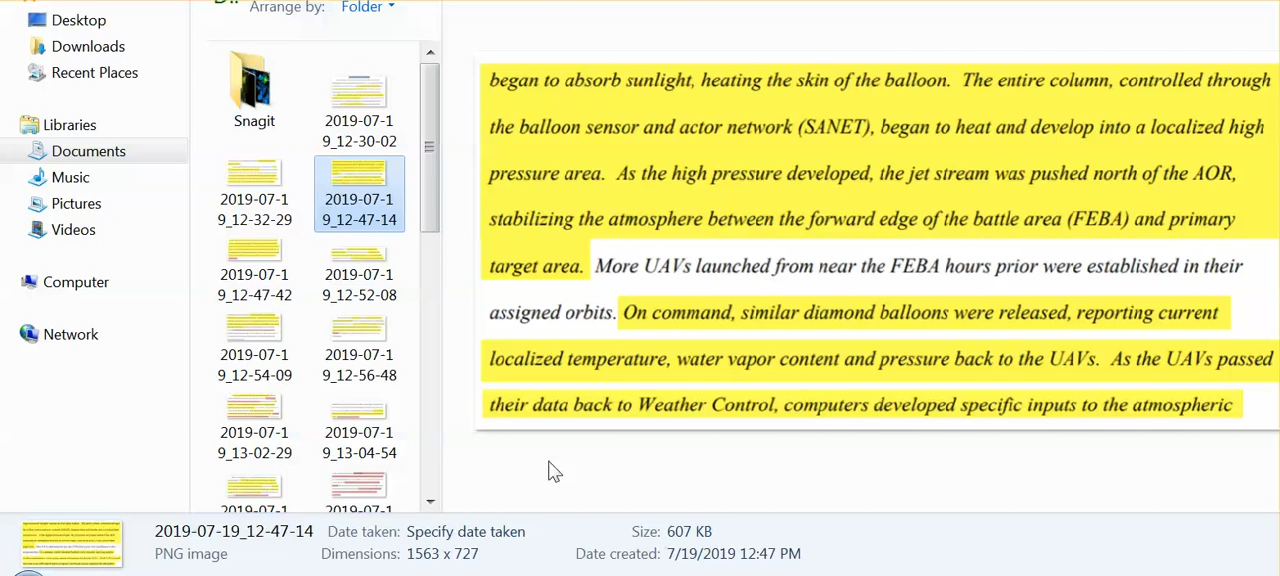 Arrange by: Folder
Desktop
Downloads
Recent Places
Libraries
Documents
Music
Pictures
Videos
Computer
Network
Snagit
2019-07-1
9_12-30-02
2019-07-1
9_12-32-29
2019-07-1
9_12-47-14
2019-07-1
9_12-47-42
2019-07-1
9_12-52-08
2019-07-1
9_12-54-09
2019-07-1
9_12-56-48
2019-07-1
9_13-02-29
2019-07-1
9_13-04-54
2019-07-1
2019-07-1
began to absorb sunlight, heating the skin of the balloon. The entire column, controlled through
the balloon sensor and actor network (SANET), began to heat and develop into a localized high
pressure area. As the high pressure developed, the jet stream was pushed north of the AOR,
stabilizing the atmosphere between the forward edge of the battle area (FEBA) and primary
target area. More UAVs launched from near the FEBA hours prior were established in their
assigned orbits. On command, similar diamond balloons were released, reporting current
localized temperature, water vapor content and pressure back to the UAVs. As the UAVs passed
their data back to Weather Control, computers developed specific inputs to the atmospheric
2019-07-19_12-47-14 Date taken: Specify date taken Size: 607 KB
PNG image Dimensions: 1563 x 727 Date created: 7/19/2019 12:47 PM